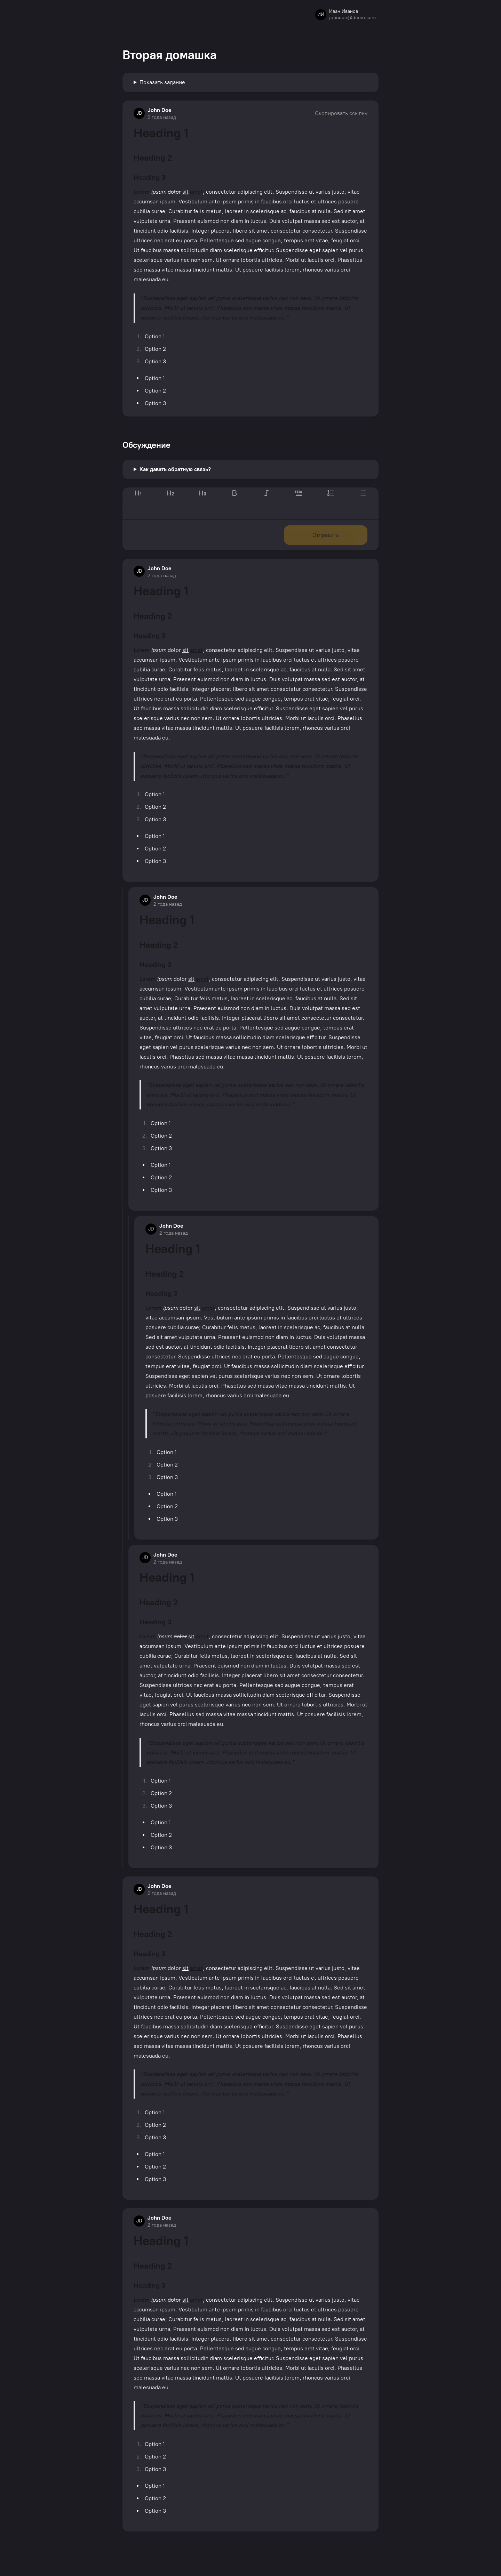 ИИ
Иван Иванов
johndoe@demo.com
Вторая домашка
▶ Показать задание
JD
John Doe
2 года назад
Скопировать ссылку
Heading 1
Heading 2
Heading 3
Lorem ipsum dolor sit amet, consectetur adipiscing elit. Suspendisse ut varius justo, vitae
accumsan ipsum. Vestibulum ante ipsum primis in faucibus orci luctus et ultrices posuere
cubilia curae; Curabitur felis metus, laoreet in scelerisque ac, faucibus at nulla. Sed sit amet
vulputate urna. Praesent euismod non diam in luctus. Duis volutpat massa sed est auctor, at
tincidunt odio facilisis. Integer placerat libero sit amet consectetur consectetur. Suspendisse
ultrices nec erat eu porta. Pellentesque sed augue congue, tempus erat vitae, feugiat orci.
Ut faucibus massa sollicitudin diam scelerisque efficitur. Suspendisse eget sapien vel purus
scelerisque varius nec non sem. Ut ornare lobortis ultricies. Morbi ut iaculis orci. Phasellus
sed massa vitae massa tincidunt mattis. Ut posuere facilisis lorem, rhoncus varius orci
malesuada eu.
1. Option 1
2. Option 2
3. Option 3
• Option 1
• Option 2
• Option 3
Обсуждение
▶ Как давать обратную связь?
H1 H2 H3 B I
Отправить
JD
John Doe
2 года назад
Heading 1
Heading 2
Heading 3
Lorem ipsum dolor sit amet, consectetur adipiscing elit. Suspendisse ut varius justo, vitae
accumsan ipsum. Vestibulum ante ipsum primis in faucibus orci luctus et ultrices posuere
cubilia curae; Curabitur felis metus, laoreet in scelerisque ac, faucibus at nulla. Sed sit amet
vulputate urna. Praesent euismod non diam in luctus. Duis volutpat massa sed est auctor, at
tincidunt odio facilisis. Integer placerat libero sit amet consectetur consectetur. Suspendisse
ultrices nec erat eu porta. Pellentesque sed augue congue, tempus erat vitae, feugiat orci.
Ut faucibus massa sollicitudin diam scelerisque efficitur. Suspendisse eget sapien vel purus
scelerisque varius nec non sem. Ut ornare lobortis ultricies. Morbi ut iaculis orci. Phasellus
sed massa vitae massa tincidunt mattis. Ut posuere facilisis lorem, rhoncus varius orci
malesuada eu.
1. Option 1
2. Option 2
3. Option 3
• Option 1
• Option 2
• Option 3
JD
John Doe
2 года назад
Heading 1
Heading 2
Heading 3
Lorem ipsum dolor sit amet, consectetur adipiscing elit. Suspendisse ut varius justo, vitae
accumsan ipsum. Vestibulum ante ipsum primis in faucibus orci luctus et ultrices posuere
cubilia curae; Curabitur felis metus, laoreet in scelerisque ac, faucibus at nulla. Sed sit
amet vulputate urna. Praesent euismod non diam in luctus. Duis volutpat massa sed est
auctor, at tincidunt odio facilisis. Integer placerat libero sit amet consectetur consectetur.
Suspendisse ultrices nec erat eu porta. Pellentesque sed augue congue, tempus erat
vitae, feugiat orci. Ut faucibus massa sollicitudin diam scelerisque efficitur. Suspendisse
eget sapien vel purus scelerisque varius nec non sem. Ut ornare lobortis ultricies. Morbi ut
iaculis orci. Phasellus sed massa vitae massa tincidunt mattis. Ut posuere facilisis lorem,
rhoncus varius orci malesuada eu.
1. Option 1
2. Option 2
3. Option 3
• Option 1
• Option 2
• Option 3
JD
John Doe
2 года назад
Heading 1
Heading 2
Heading 3
Lorem ipsum dolor sit amet, consectetur adipiscing elit. Suspendisse ut varius justo,
vitae accumsan ipsum. Vestibulum ante ipsum primis in faucibus orci luctus et ultrices
posuere cubilia curae; Curabitur felis metus, laoreet in scelerisque ac, faucibus at nulla.
Sed sit amet vulputate urna. Praesent euismod non diam in luctus. Duis volutpat massa
sed est auctor, at tincidunt odio facilisis. Integer placerat libero sit amet consectetur
consectetur. Suspendisse ultrices nec erat eu porta. Pellentesque sed augue congue,
tempus erat vitae, feugiat orci. Ut faucibus massa sollicitudin diam scelerisque efficitur.
Suspendisse eget sapien vel purus scelerisque varius nec non sem. Ut ornare lobortis
ultricies. Morbi ut iaculis orci. Phasellus sed massa vitae massa tincidunt mattis. Ut
posuere facilisis lorem, rhoncus varius orci malesuada eu.
1. Option 1
2. Option 2
3. Option 3
• Option 1
• Option 2
• Option 3
JD
John Doe
2 года назад
Heading 1
Heading 2
Heading 3
Lorem ipsum dolor sit amet, consectetur adipiscing elit. Suspendisse ut varius justo, vitae
accumsan ipsum. Vestibulum ante ipsum primis in faucibus orci luctus et ultrices posuere
cubilia curae; Curabitur felis metus, laoreet in scelerisque ac, faucibus at nulla. Sed sit
amet vulputate urna. Praesent euismod non diam in luctus. Duis volutpat massa sed est
auctor, at tincidunt odio facilisis. Integer placerat libero sit amet consectetur consectetur.
Suspendisse ultrices nec erat eu porta. Pellentesque sed augue congue, tempus erat
vitae, feugiat orci. Ut faucibus massa sollicitudin diam scelerisque efficitur. Suspendisse
eget sapien vel purus scelerisque varius nec non sem. Ut ornare lobortis ultricies. Morbi ut
iaculis orci. Phasellus sed massa vitae massa tincidunt mattis. Ut posuere facilisis lorem,
rhoncus varius orci malesuada eu.
1. Option 1
2. Option 2
3. Option 3
• Option 1
• Option 2
• Option 3
JD
John Doe
2 года назад
Heading 1
Heading 2
Heading 3
Lorem ipsum dolor sit amet, consectetur adipiscing elit. Suspendisse ut varius justo, vitae
accumsan ipsum. Vestibulum ante ipsum primis in faucibus orci luctus et ultrices posuere
cubilia curae; Curabitur felis metus, laoreet in scelerisque ac, faucibus at nulla. Sed sit amet
vulputate urna. Praesent euismod non diam in luctus. Duis volutpat massa sed est auctor, at
tincidunt odio facilisis. Integer placerat libero sit amet consectetur consectetur. Suspendisse
ultrices nec erat eu porta. Pellentesque sed augue congue, tempus erat vitae, feugiat orci.
Ut faucibus massa sollicitudin diam scelerisque efficitur. Suspendisse eget sapien vel purus
scelerisque varius nec non sem. Ut ornare lobortis ultricies. Morbi ut iaculis orci. Phasellus
sed massa vitae massa tincidunt mattis. Ut posuere facilisis lorem, rhoncus varius orci
malesuada eu.
1. Option 1
2. Option 2
3. Option 3
• Option 1
• Option 2
• Option 3
JD
John Doe
2 года назад
Heading 1
Heading 2
Heading 3
Lorem ipsum dolor sit amet, consectetur adipiscing elit. Suspendisse ut varius justo, vitae
accumsan ipsum. Vestibulum ante ipsum primis in faucibus orci luctus et ultrices posuere
cubilia curae; Curabitur felis metus, laoreet in scelerisque ac, faucibus at nulla. Sed sit amet
vulputate urna. Praesent euismod non diam in luctus. Duis volutpat massa sed est auctor, at
tincidunt odio facilisis. Integer placerat libero sit amet consectetur consectetur. Suspendisse
ultrices nec erat eu porta. Pellentesque sed augue congue, tempus erat vitae, feugiat orci.
Ut faucibus massa sollicitudin diam scelerisque efficitur. Suspendisse eget sapien vel purus
scelerisque varius nec non sem. Ut ornare lobortis ultricies. Morbi ut iaculis orci. Phasellus
sed massa vitae massa tincidunt mattis. Ut posuere facilisis lorem, rhoncus varius orci
malesuada eu.
1. Option 1
2. Option 2
3. Option 3
• Option 1
• Option 2
• Option 3